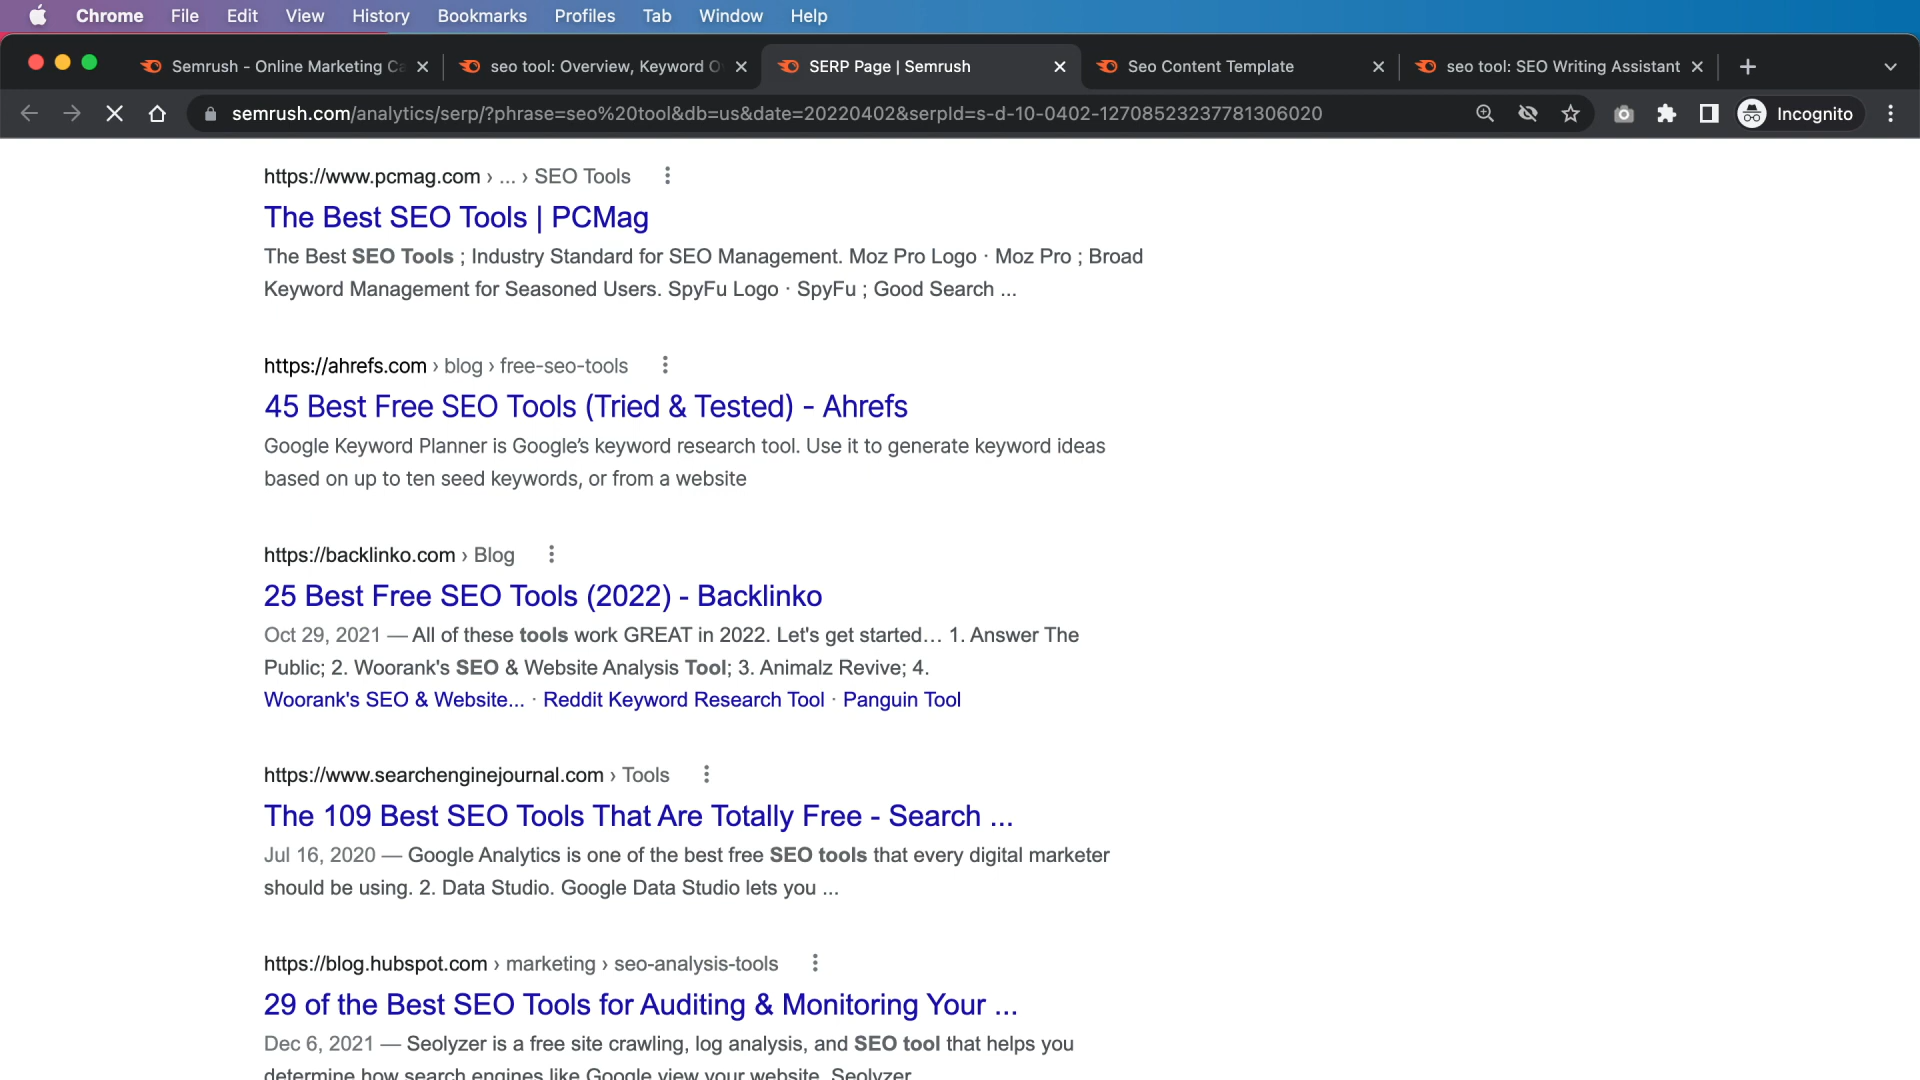 Chrome File Edit View History Bookmarks Profiles Tab Window Help
Semrush - Online Marketing Ca seo tool: Overview, Keyword O SERP Page | Semrush Seo Content Template seo tool: SEO Writing Assistant
semrush.com/analytics/serp/?phrase=seo%20tool&db=us&date=20220402&serpId=s-d-10-0402-12708523237781306020 Incognito
https://www.pcmag.com › ... › SEO Tools
The Best SEO Tools | PCMag
The Best SEO Tools ; Industry Standard for SEO Management. Moz Pro Logo · Moz Pro ; Broad
Keyword Management for Seasoned Users. SpyFu Logo · SpyFu ; Good Search ...
https://ahrefs.com › blog › free-seo-tools
45 Best Free SEO Tools (Tried & Tested) - Ahrefs
Google Keyword Planner is Google's keyword research tool. Use it to generate keyword ideas
based on up to ten seed keywords, or from a website
https://backlinko.com › Blog
25 Best Free SEO Tools (2022) - Backlinko
Oct 29, 2021 — All of these tools work GREAT in 2022. Let's get started… 1. Answer The
Public; 2. Woorank's SEO & Website Analysis Tool; 3. Animalz Revive; 4.
Woorank's SEO & Website... · Reddit Keyword Research Tool · Panguin Tool
https://www.searchenginejournal.com › Tools
The 109 Best SEO Tools That Are Totally Free - Search ...
Jul 16, 2020 — Google Analytics is one of the best free SEO tools that every digital marketer
should be using. 2. Data Studio. Google Data Studio lets you ...
https://blog.hubspot.com › marketing › seo-analysis-tools
29 of the Best SEO Tools for Auditing & Monitoring Your ...
Dec 6, 2021 — Seolyzer is a free site crawling, log analysis, and SEO tool that helps you
determine how search engines like Google view your website. Seolyzer